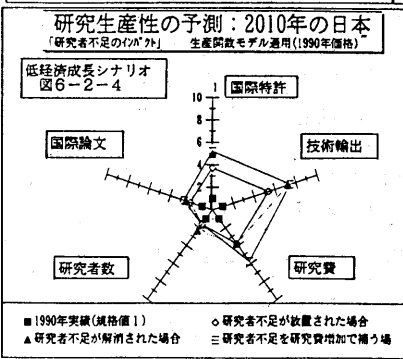 研究生産性の予測：2010年の日本
「研究者不足のｲﾝﾊﾟｸﾄ」 生産関数モデル適用(1990年価格)
低経済成長シナリオ
図6-2-4
国際特許
10
8
6
4
2
技術輸出
国際論文
研究者数
研究費
■1990年実績(規格値1) ◇研究者不足が放置された場合
▲研究者不足が解消された場合 研究者不足を研究費増加で補う場